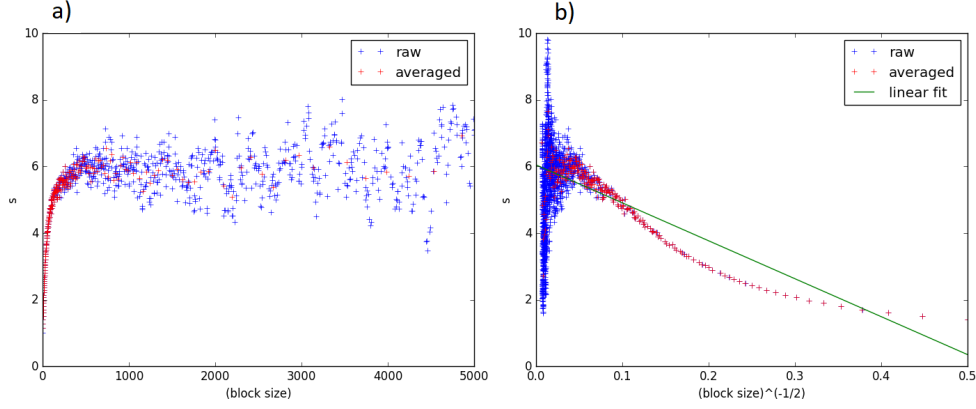 a)
10
8
6
4
2
0
s
0
1000
2000
3000
4000
5000
(block size)
raw
averaged
b)
10
8
6
4
2
0
s
0.0
0.1
0.2
0.3
0.4
0.5
(block size)^(-1/2)
raw
averaged
linear fit